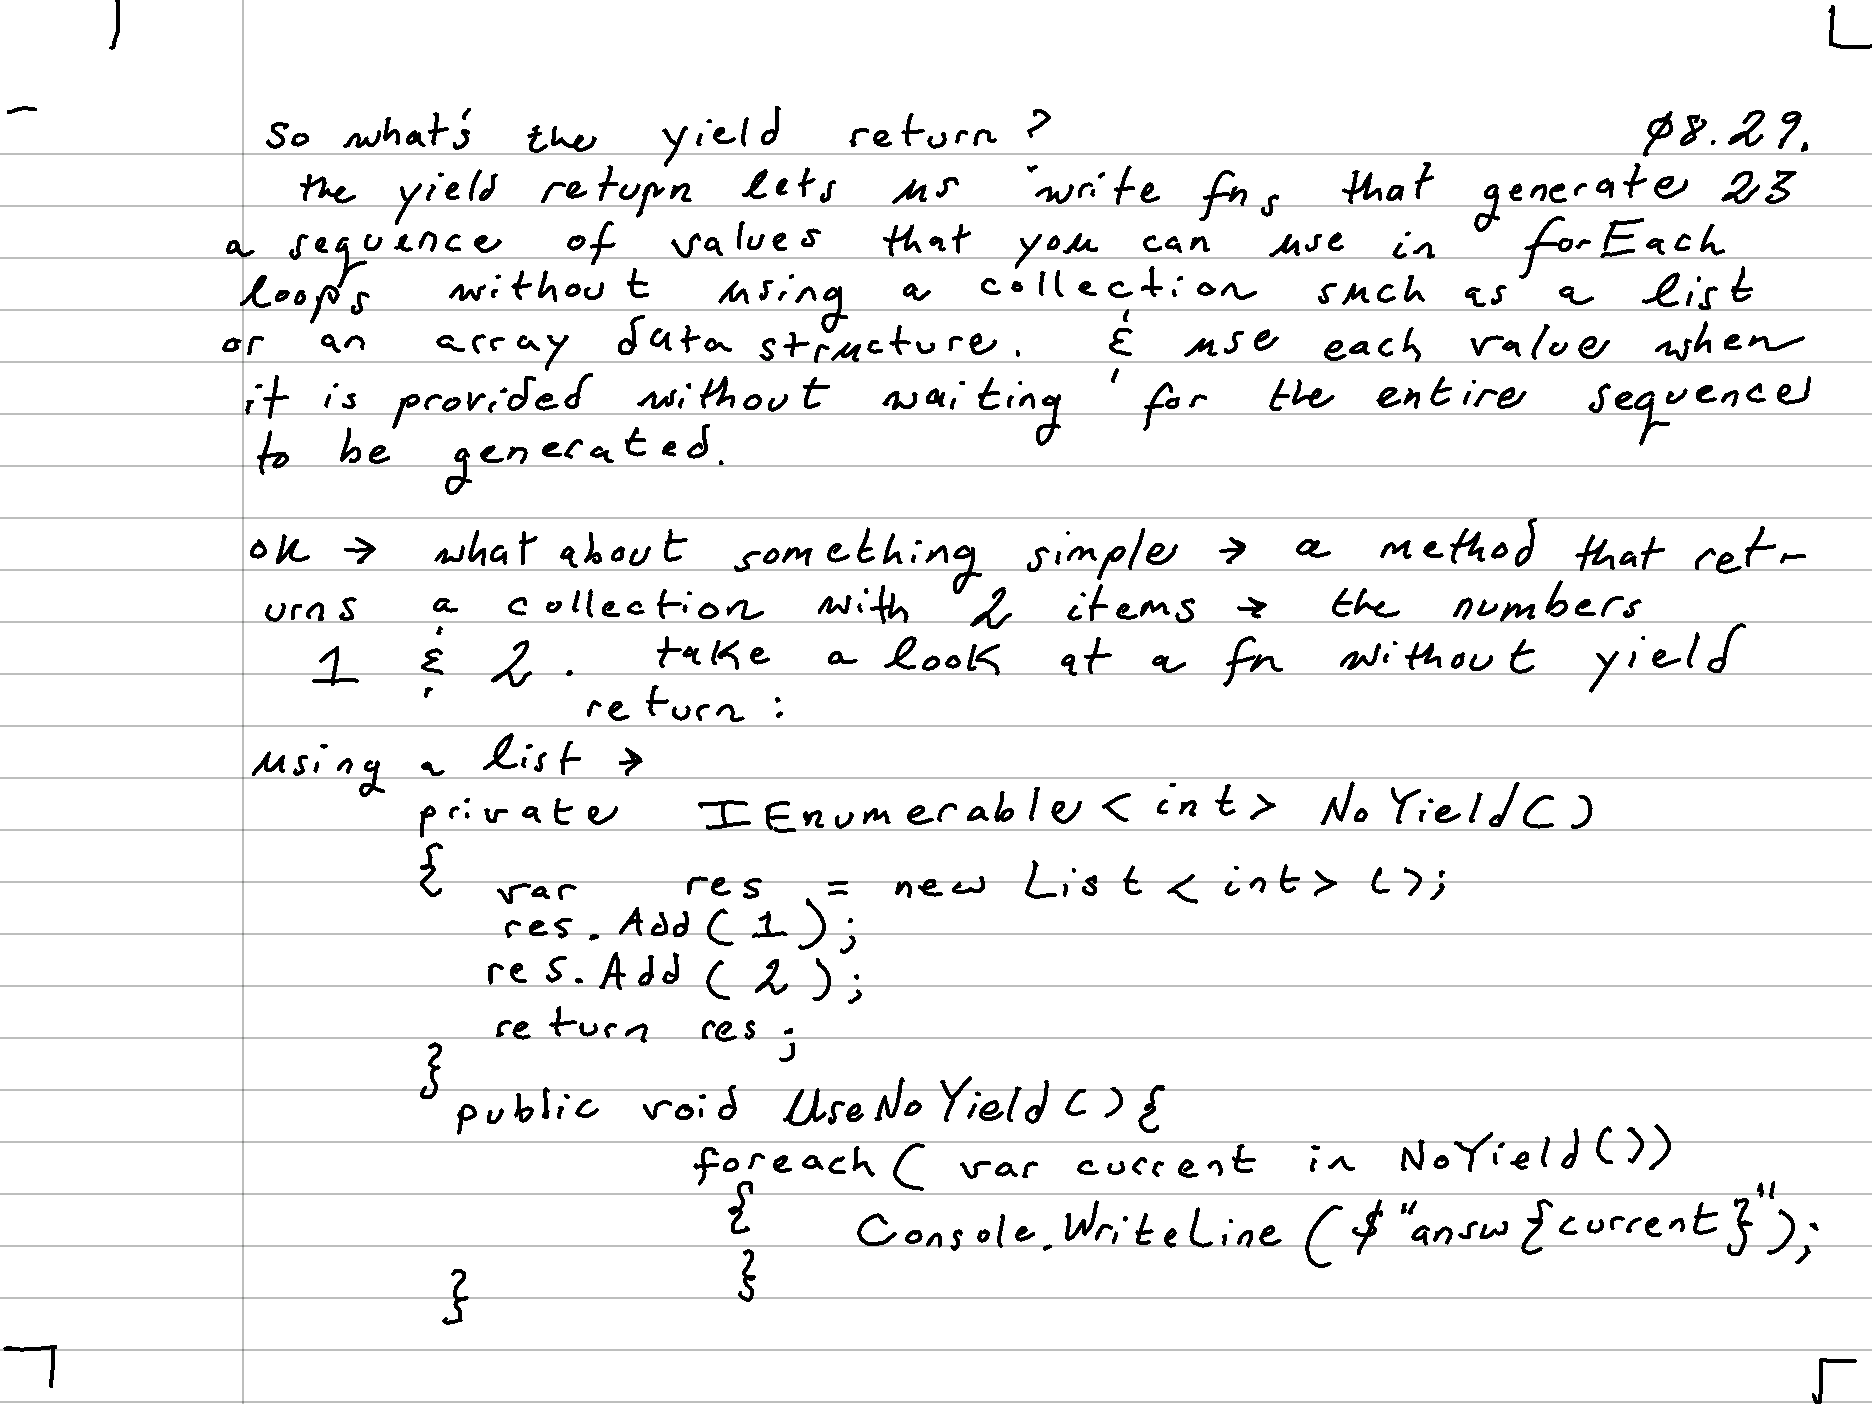 So what's the yield return? 08.29.
the yield retupn lets us write fns that generate 23
a sequence of values that you can use in forEach
loops without using a collection such as a list
or an array data structure. & use each value when
it is provided without waiting for the entire sequence
to be generated.
ok → what about something simple → a method that ret-
urns a collection with 2 items → the numbers
1 & 2. take a look at a fn without yield
return:
using a list →
private IEnumerable<int> NoYield()
{ var res = new List<int>();
res.Add(1);
res.Add(2);
return res;
}
public void UseNoYield(){
foreach(var current in NoYield())
{ Console.WriteLine($"answ{current}");
}
}